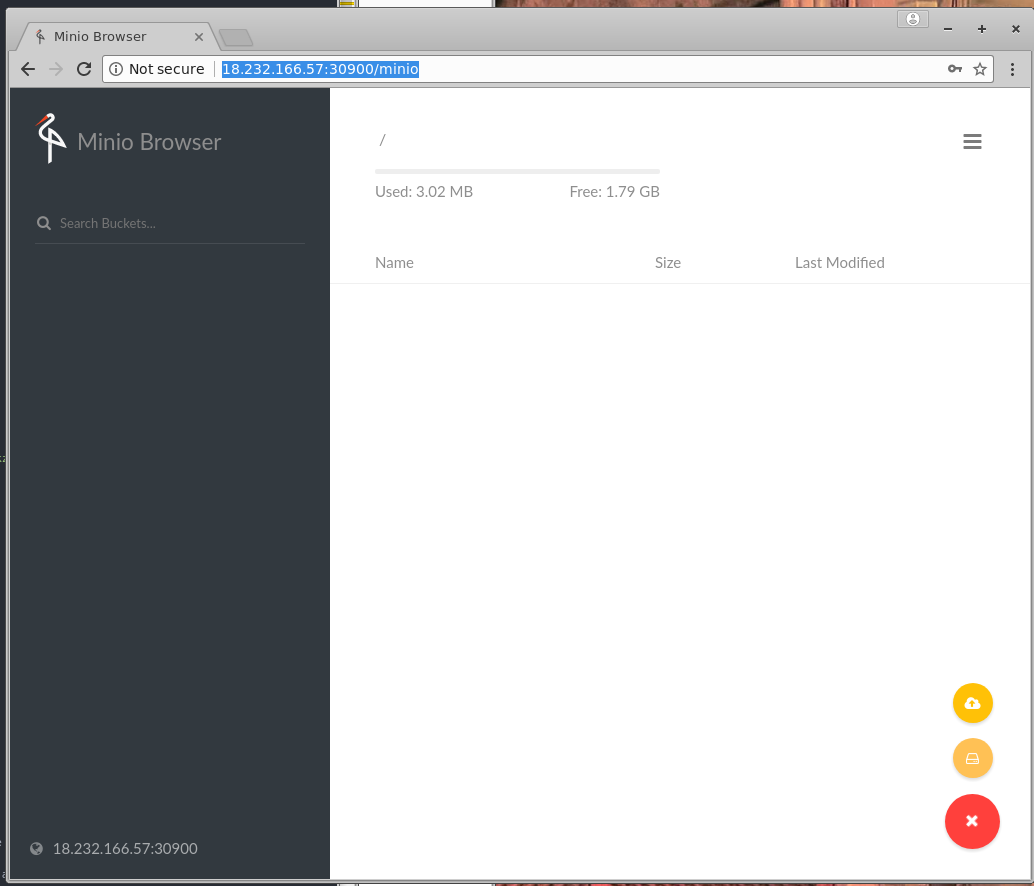 Minio Browser
Not secure
18.232.166.57:30900/minio
Minio Browser
/
Used: 3.02 MB
Free: 1.79 GB
Search Buckets...
Name
Size
Last Modified
18.232.166.57:30900